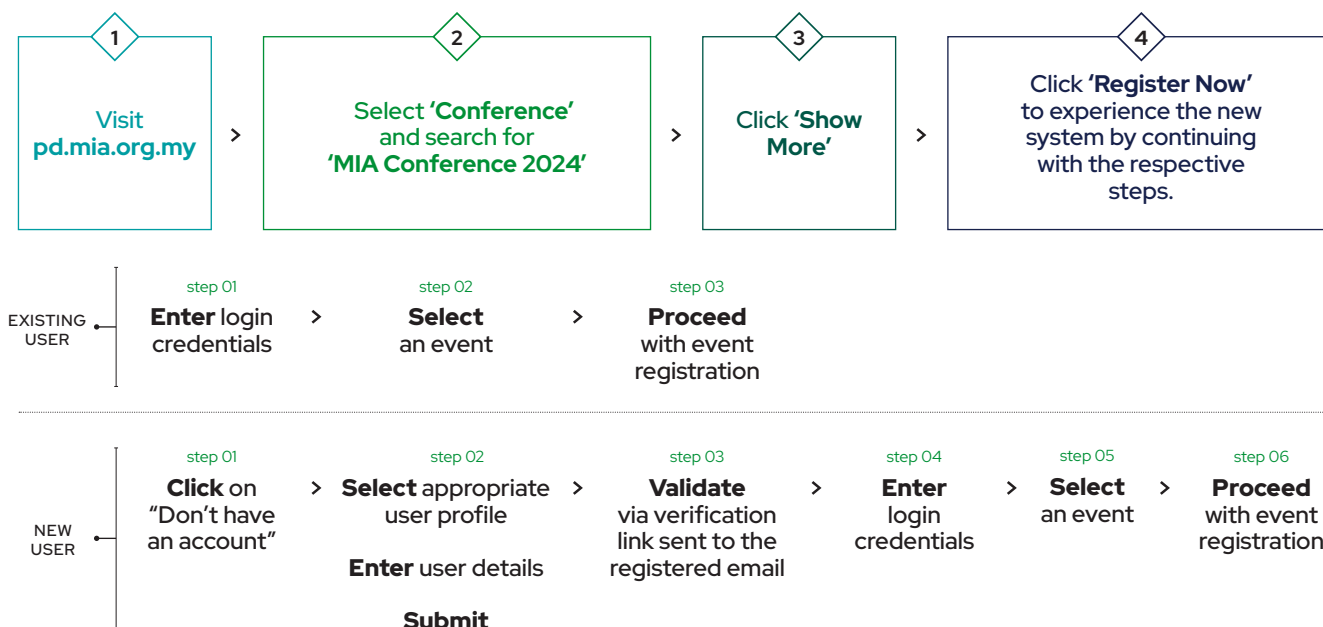 1
Visit
pd.mia.org.my
>
2
Select ‘Conference’
and search for
‘MIA Conference 2024’
>
3
Click ‘Show
More’
>
4
Click ‘Register Now’
to experience the new
system by continuing
with the respective
steps.
EXISTING
USER
step 01
Enter login
credentials
>
step 02
Select
an event
>
step 03
Proceed
with event
registration
NEW
USER
step 01
Click on
“Don’t have
an account”
>
step 02
Select appropriate
user profile
Enter user details
Submit
>
step 03
Validate
via verification
link sent to the
registered email
>
step 04
Enter
login
credentials
>
step 05
Select
an event
>
step 06
Proceed
with event
registration